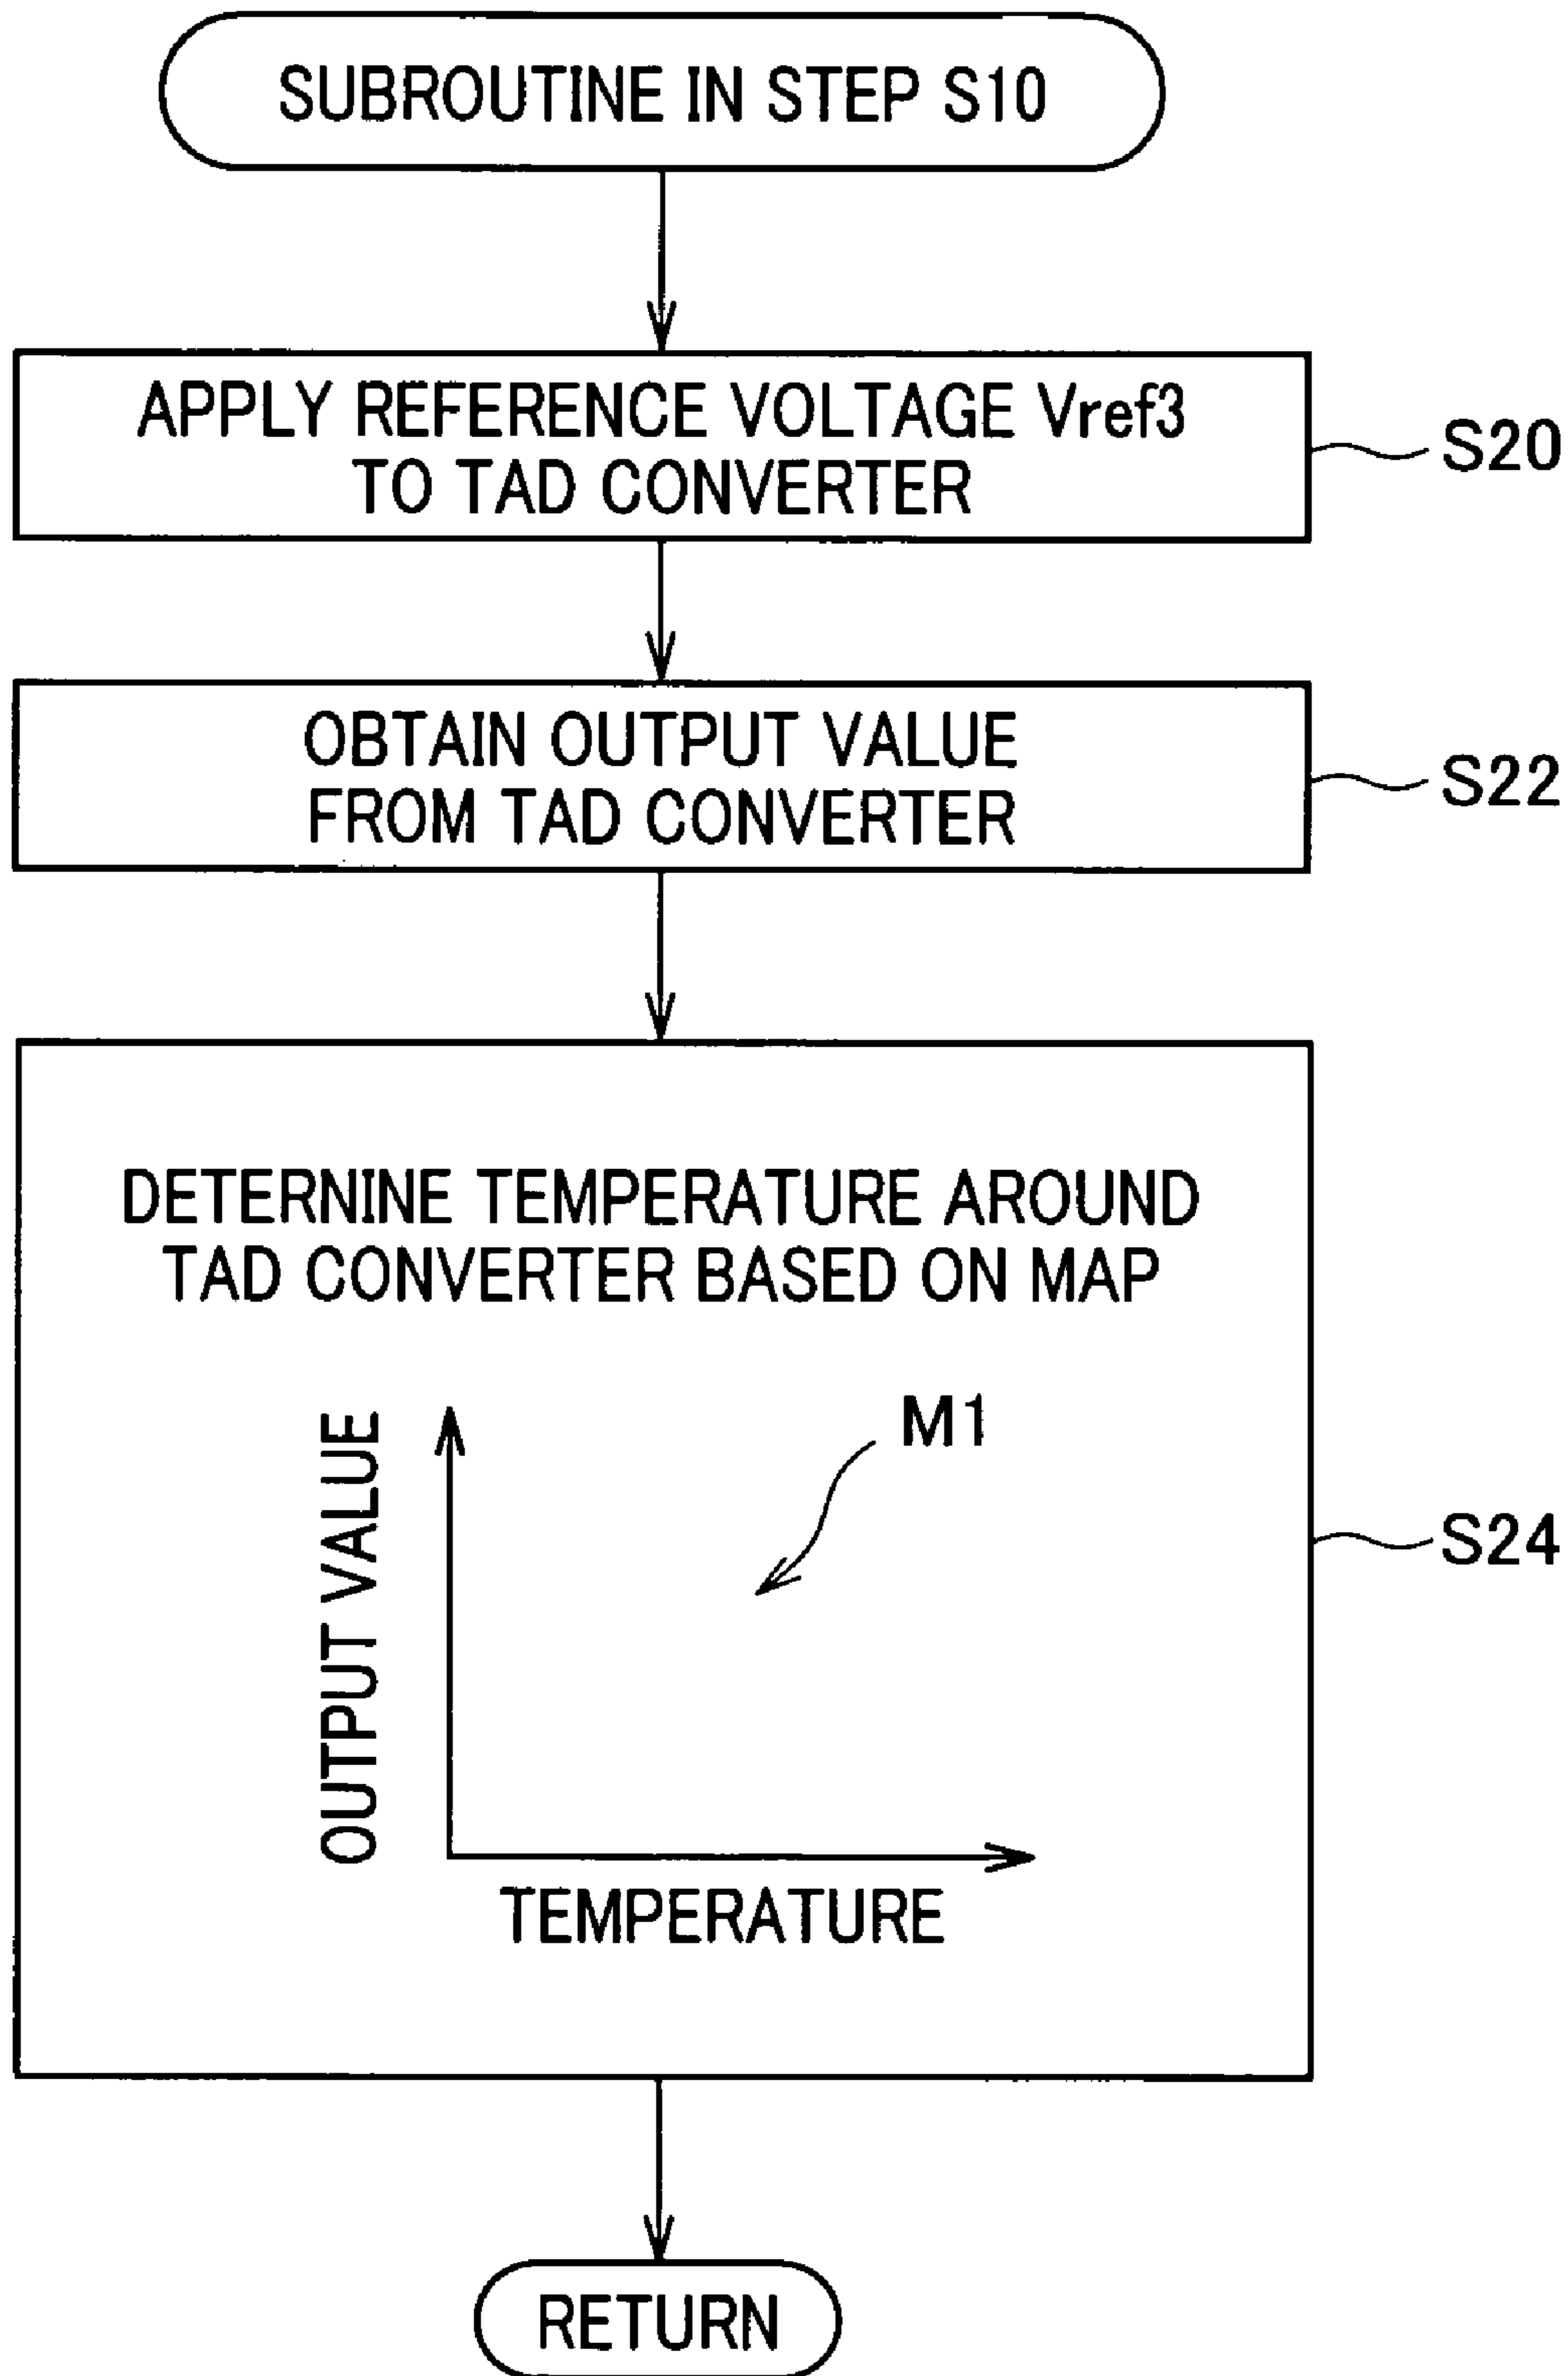 SUBROUTINE IN STEP S10
APPLY REFERENCE VOLTAGE Vref3
TO TAD CONVERTER
S20
OBTAIN OUTPUT VALUE
FROM TAD CONVERTER
S22
DETERNINE TEMPERATURE AROUND
TAD CONVERTER BASED ON MAP
M1
OUTPUT VALUE
TEMPERATURE
S24
RETURN